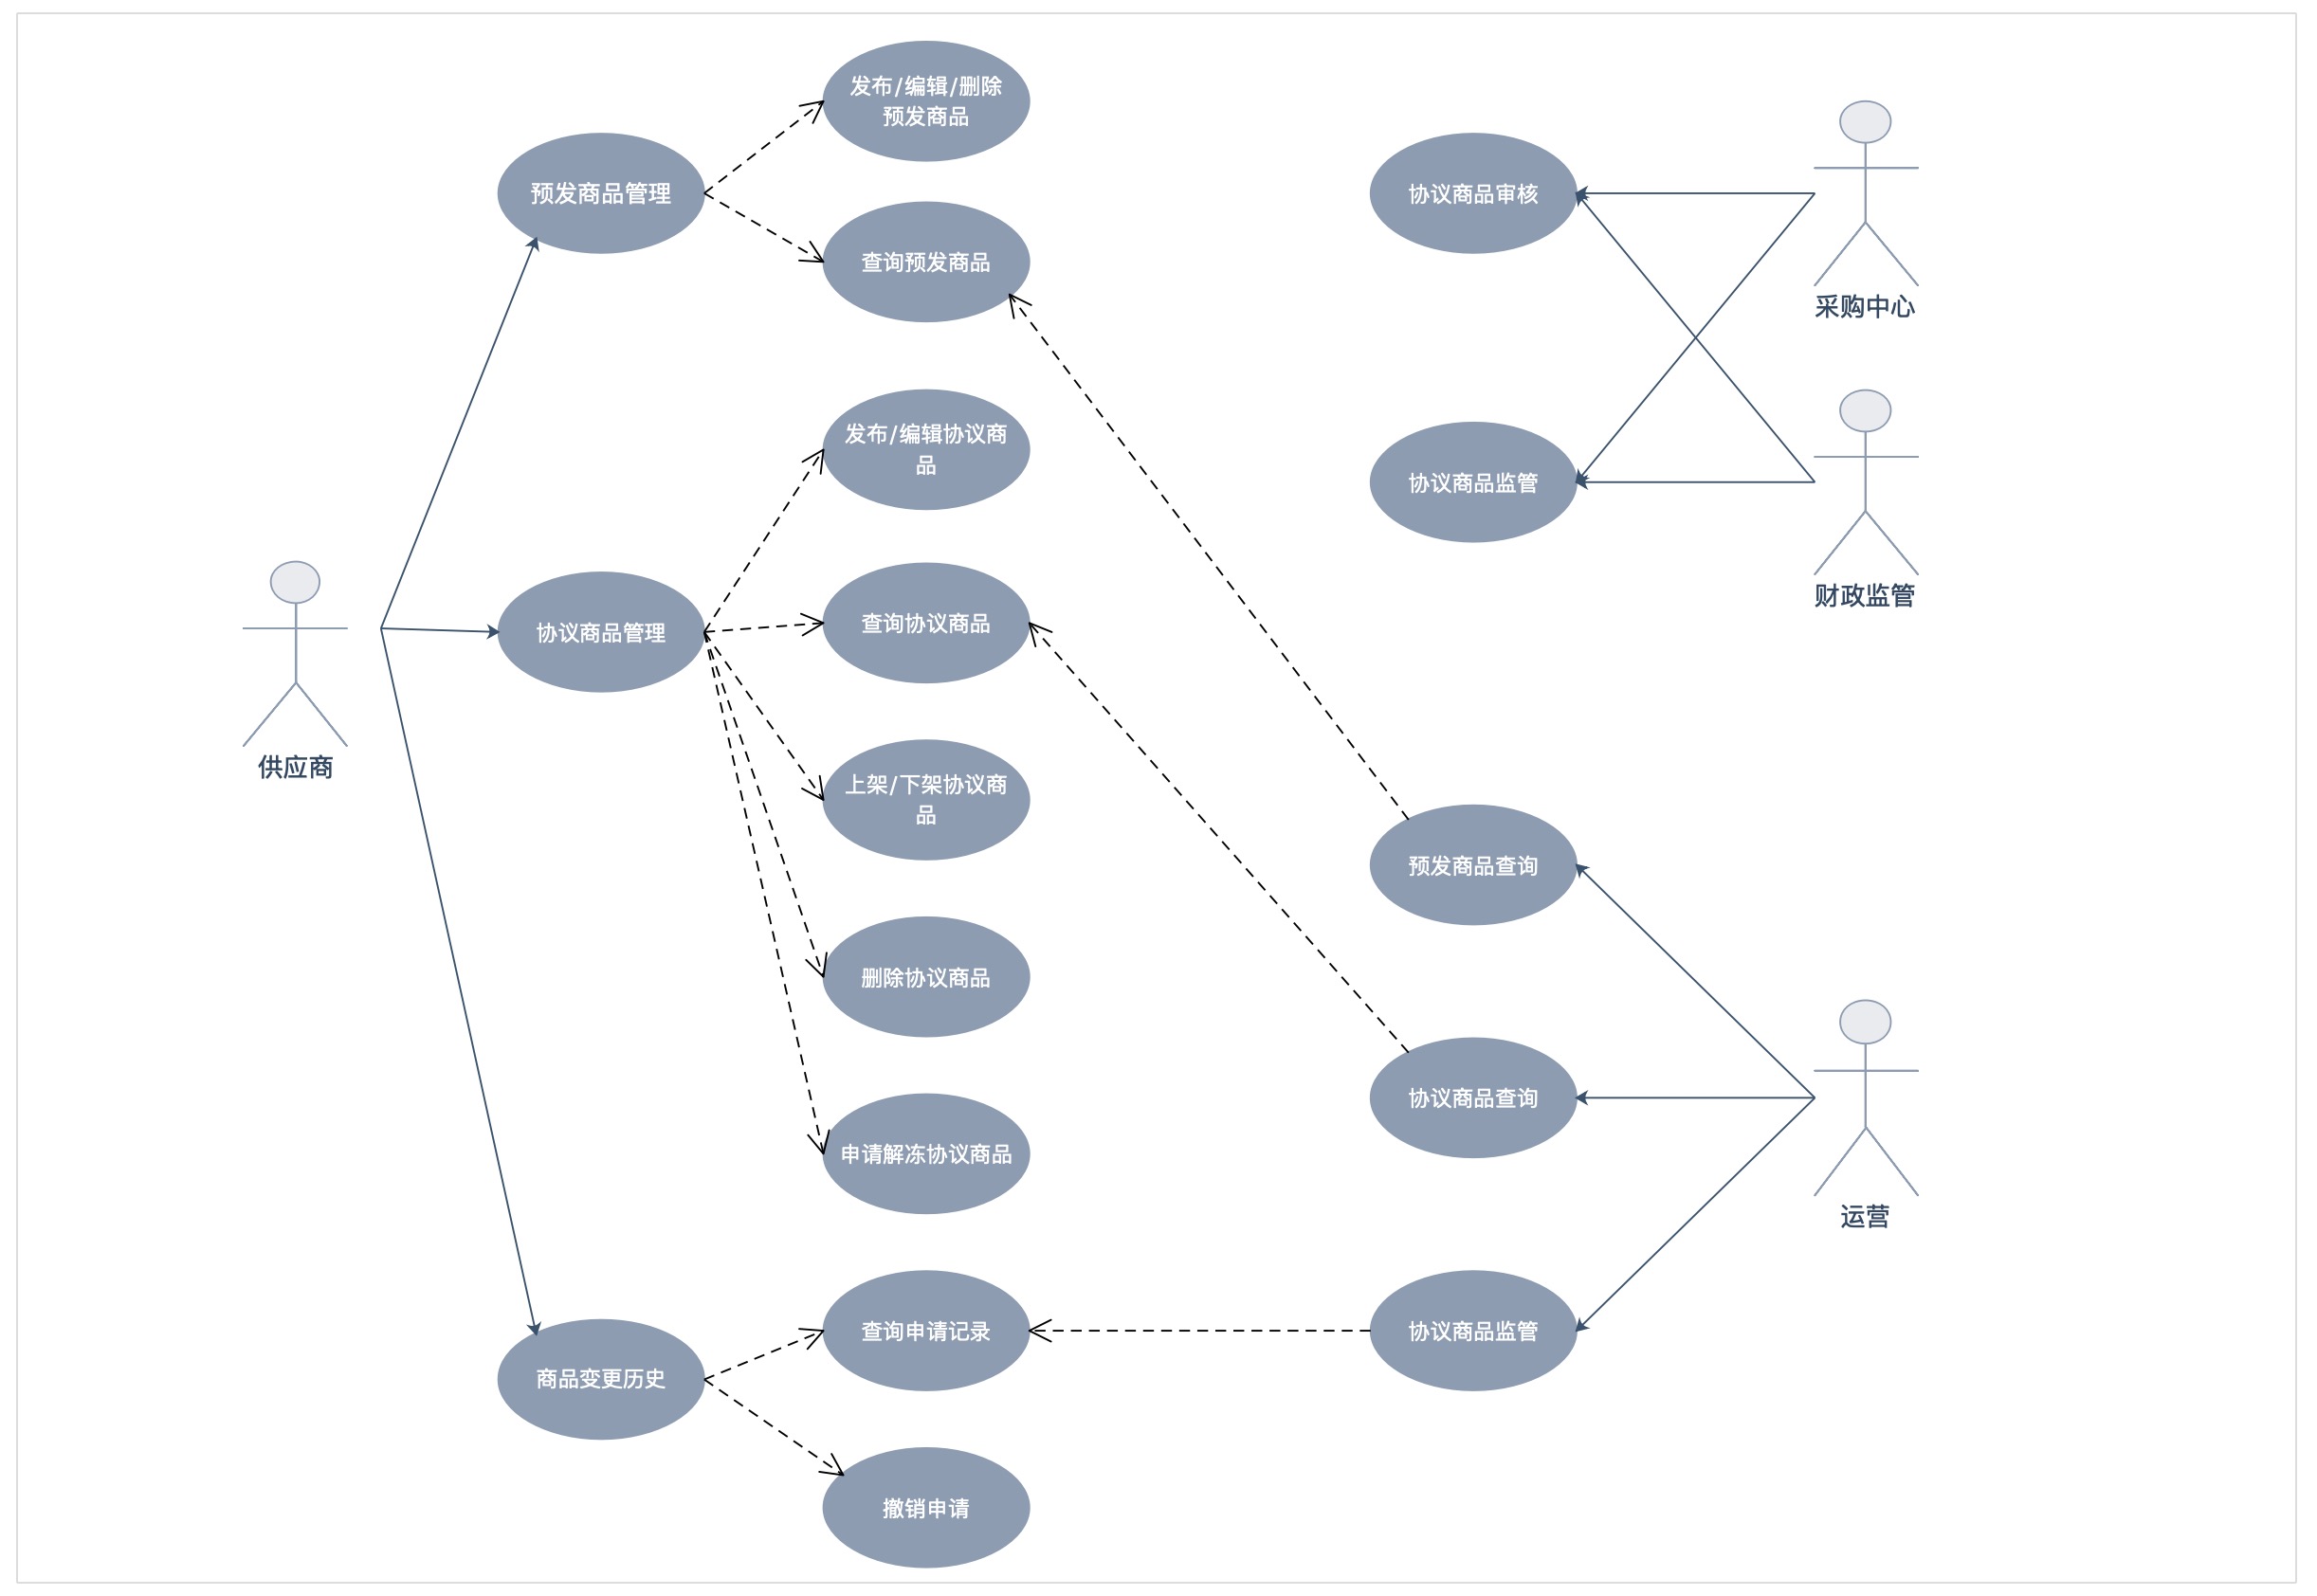 发布/编辑/删除
预发商品
预发商品管理
查询预发商品
协议商品审核
采购中心
发布/编辑协议商
品
协议商品监管
财政监管
协议商品管理
查询协议商品
供应商
上架/下架协议商
品
预发商品查询
删除协议商品
协议商品查询
申请解冻协议商品
运营
查询申请记录
协议商品监管
商品变更历史
撤销申请